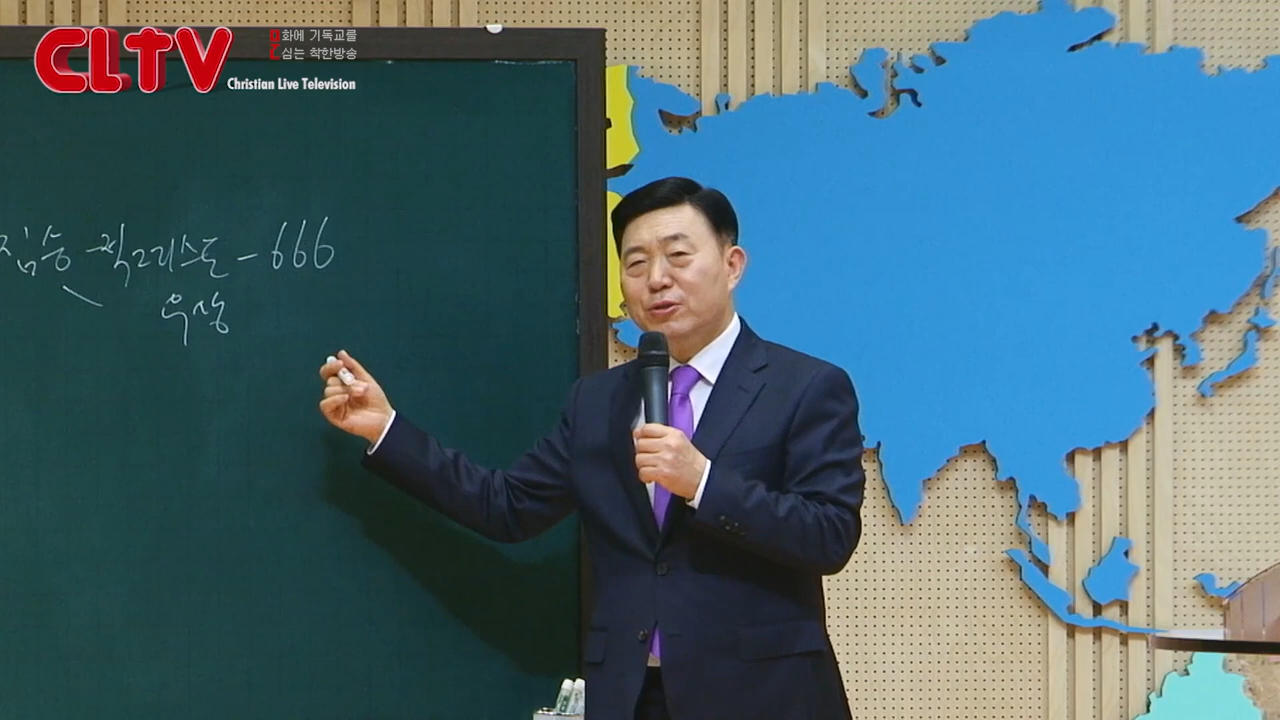 CLTV
문화에 기독교를
심는 착한방송
Christian Live Television
짐승 - 적그리스도 - 666
우상